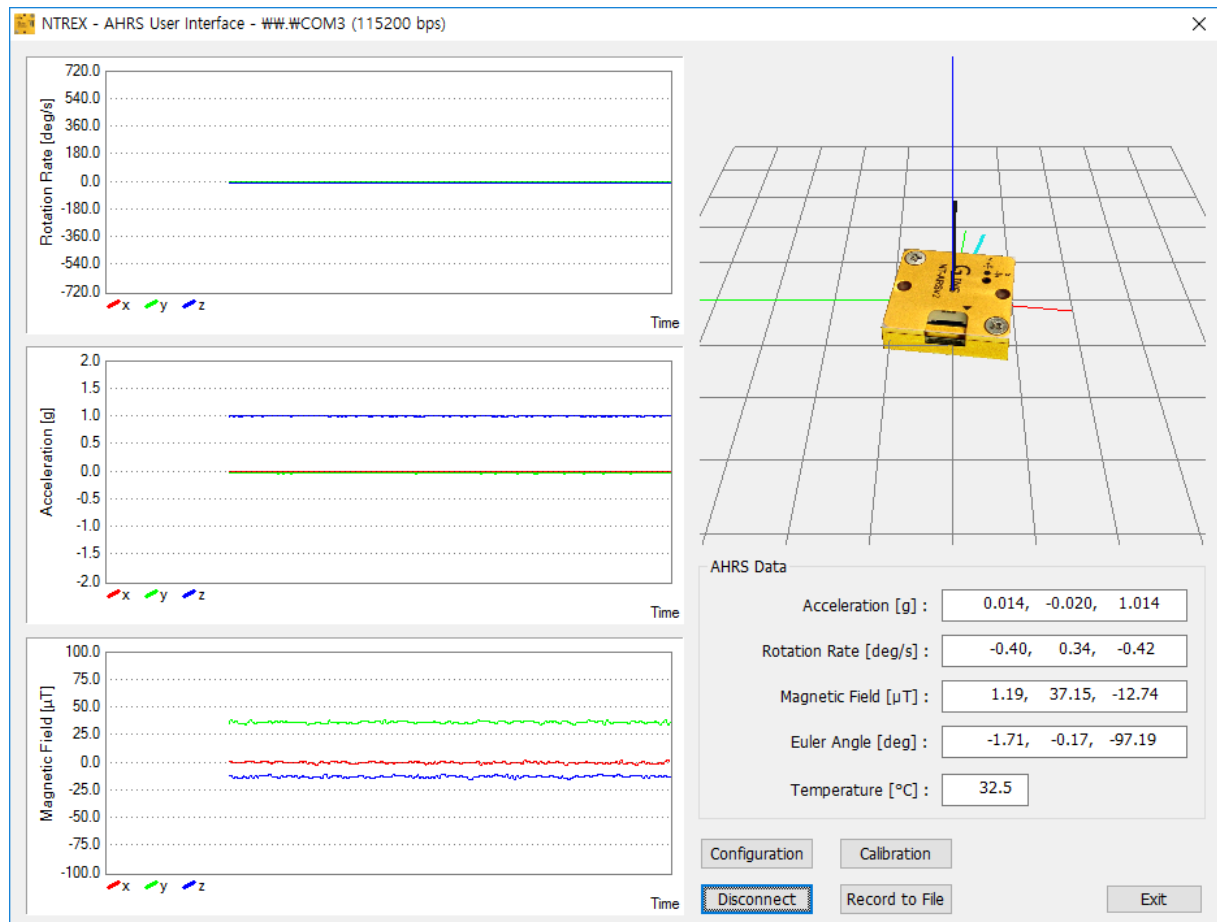 NTREX - AHRS User Interface - ₩₩.₩COM3 (115200 bps)
Rotation Rate [deg/s]
720.0
540.0
360.0
180.0
0.0
-180.0
-360.0
-540.0
-720.0
x y z
Time
Acceleration [g]
2.0
1.5
1.0
0.5
0.0
-0.5
-1.0
-1.5
-2.0
x y z
Time
Magnetic Field [µT]
100.0
75.0
50.0
25.0
0.0
-25.0
-50.0
-75.0
-100.0
x y z
Time
NT-ARSv2
AHRS Data
Acceleration [g] : 0.014, -0.020, 1.014
Rotation Rate [deg/s] : -0.40, 0.34, -0.42
Magnetic Field [µT] : 1.19, 37.15, -12.74
Euler Angle [deg] : -1.71, -0.17, -97.19
Temperature [°C] : 32.5
Configuration Calibration
Disconnect Record to File Exit